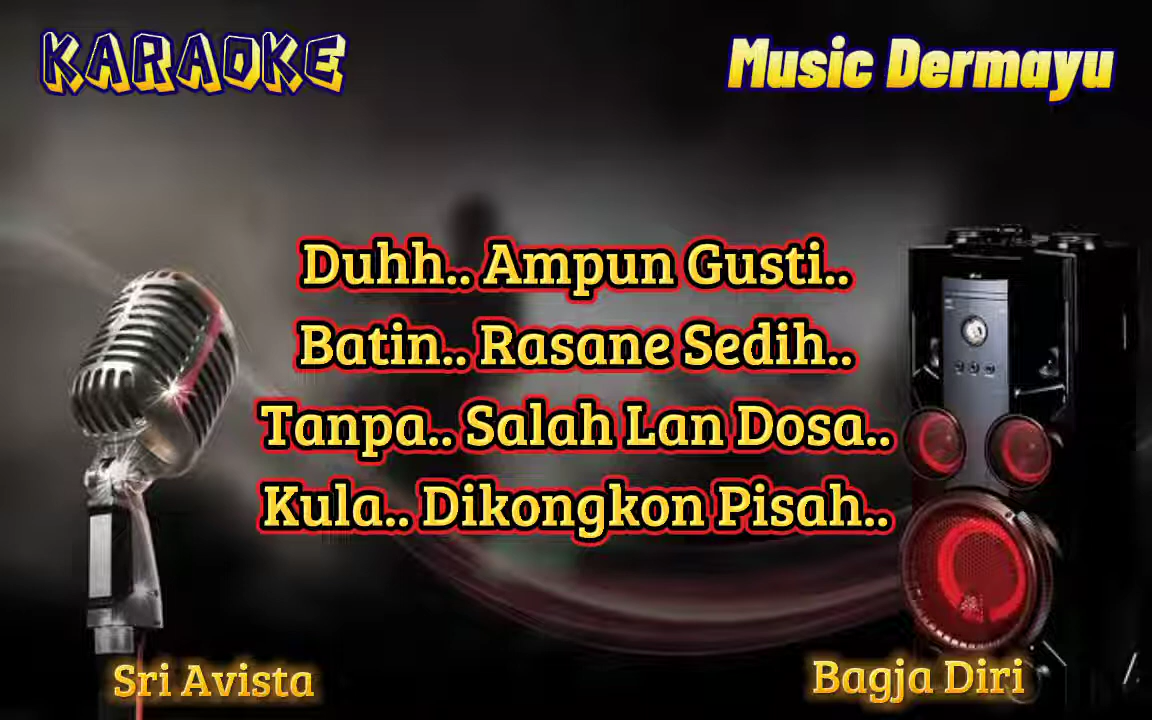 KARAOKE
Music Dermayu
Duhh.. Ampun Gusti..
Batin.. Rasane Sedih..
Tanpa.. Salah Lan Dosa..
Kula.. Dikongkon Pisah..
Sri Avista
Bagja Diri